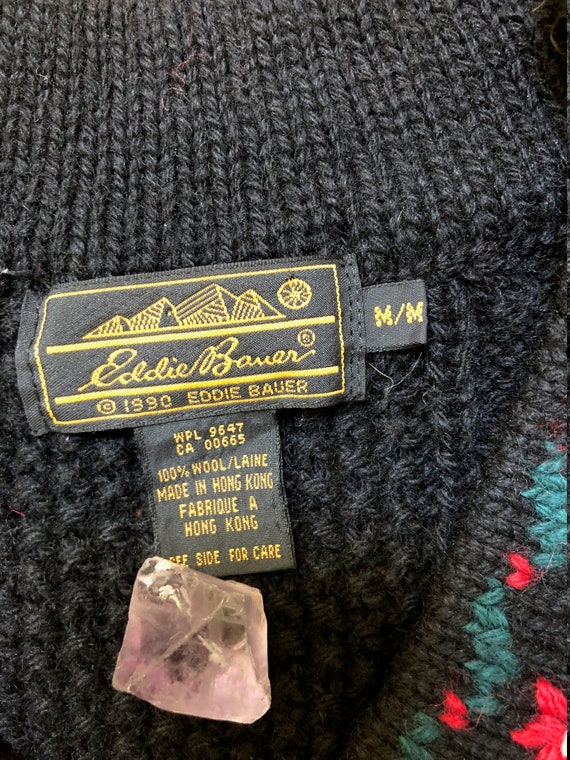 Eddie Bauer ®
© 1990 EDDIE BAUER
M/M
WPL 9647
CA 00665
100% WOOL/LAINE
MADE IN HONG KONG
FABRIQUE A
HONG KONG
SEE SIDE FOR CARE